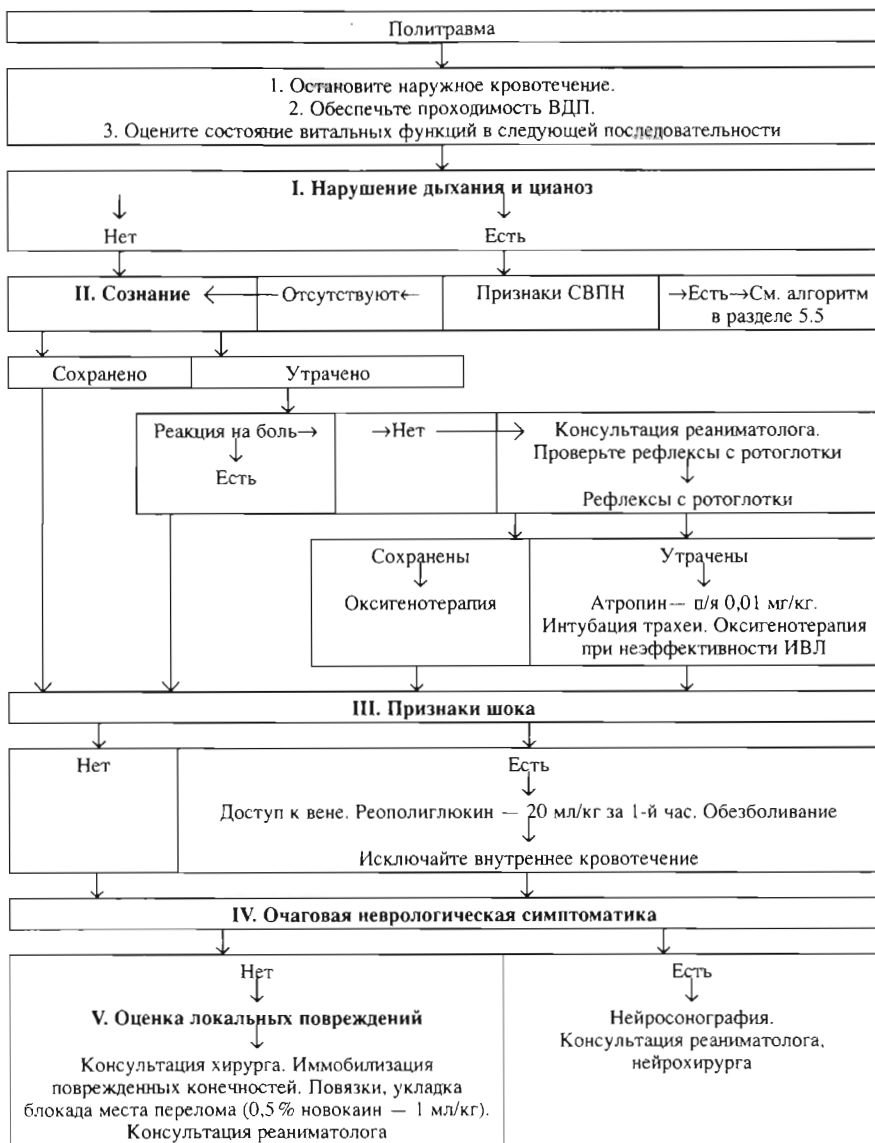 Политравма
1. Остановите наружное кровотечение.
2. Обеспечьте проходимость ВДП.
3. Оцените состояние витальных функций в следующей последовательности
I. Нарушение дыхания и цианоз
Нет
Есть
II. Сознание
Отсутствуют
Признаки СВПН
Есть→См. алгоритм
в разделе 5.5
Сохранено
Утрачено
Реакция на боль
Нет
Консультация реаниматолога.
Проверьте рефлексы с ротоглотки
Есть
Рефлексы с ротоглотки
Сохранены
Утрачены
Оксигенотерапия
Атропин — п/я 0,01 мг/кг.
Интубация трахеи. Оксигенотерапия
при неэффективности ИВЛ
III. Признаки шока
Нет
Есть
Доступ к вене. Реополиглюкин — 20 мл/кг за 1-й час. Обезболивание
Исключайте внутреннее кровотечение
IV. Очаговая неврологическая симптоматика
Нет
Есть
V. Оценка локальных повреждений
Нейросонография.
Консультация реаниматолога,
нейрохирурга
Консультация хирурга. Иммобилизация
поврежденных конечностей. Повязки, укладка
блокада места перелома (0,5 % новокаин — 1 мл/кг).
Консультация реаниматолога